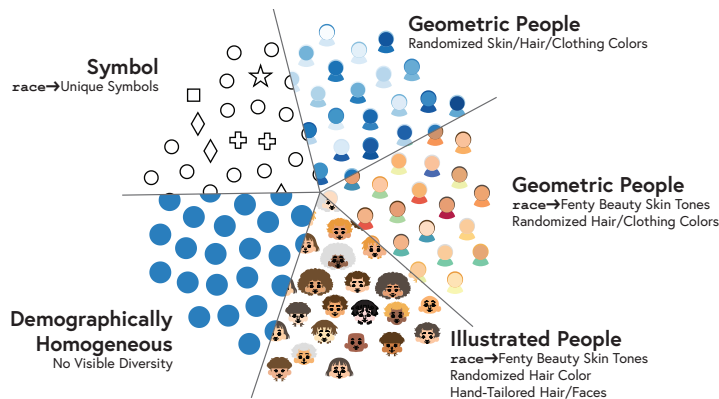 Geometric People
Randomized Skin/Hair/Clothing Colors
Symbol
race→Unique Symbols
Geometric People
race→Fenty Beauty Skin Tones
Randomized Hair/Clothing Colors
Demographically
Homogeneous
No Visible Diversity
Illustrated People
race→Fenty Beauty Skin Tones
Randomized Hair Color
Hand-Tailored Hair/Faces